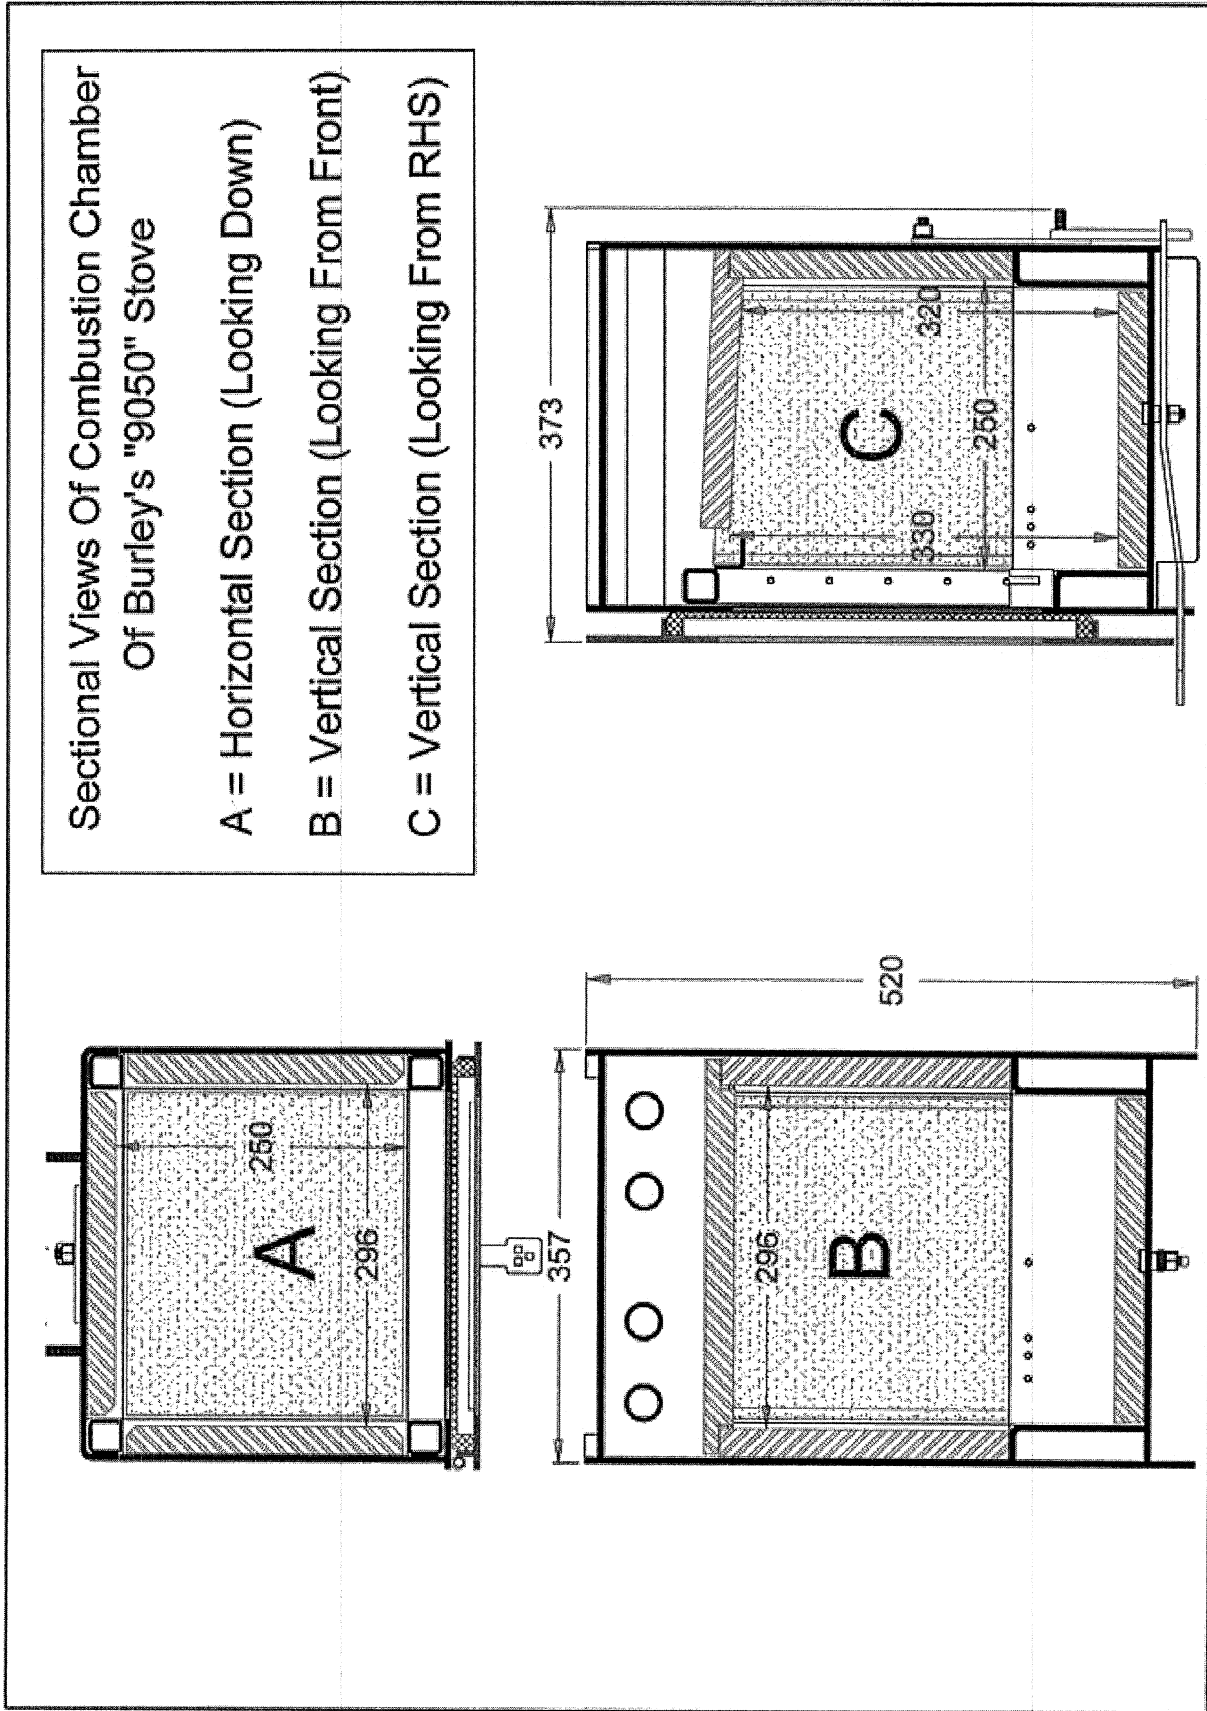 Sectional Views Of Combustion Chamber
Of Burley's "9050" Stove
A = Horizontal Section (Looking Down)
B = Vertical Section (Looking From Front)
C = Vertical Section (Looking From RHS)
250
A
296
357
296
B
520
373
C
320
330
250